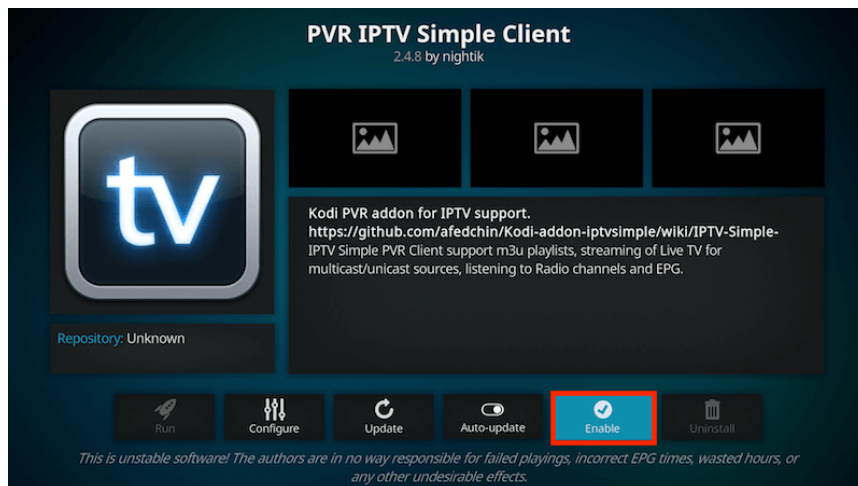 PVR IPTV Simple Client
2.4.8 by nightik
tv
Kodi PVR addon for IPTV support.
https://github.com/afedchin/Kodi-addon-iptvsimple/wiki/IPTV-Simple-
IPTV Simple PVR Client support m3u playlists, streaming of Live TV for
multicast/unicast sources, listening to Radio channels and EPG.
Repository: Unknown
Run
Configure
Update
Auto-update
Enable
Uninstall
This is unstable software! The authors are in no way responsible for failed playings, incorrect EPG times, wasted hours, or
any other undesirable effects.